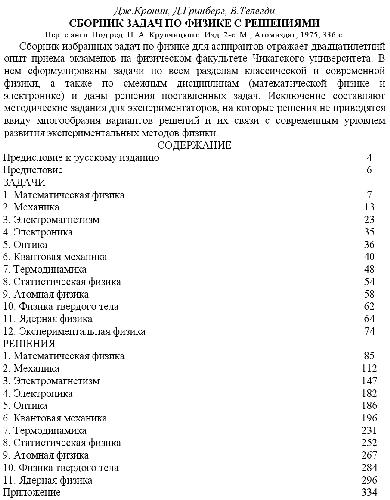 Дж.Кронин, Д.Гринберг, В.Телегди
СБОРНИК ЗАДАЧ ПО ФИЗИКЕ С РЕШЕНИЯМИ
Пер. с англ. Под ред. П. А. Крупчицкого. Изд. 2-е. М., Атомиздат, 1975, 336 с.
Сборник избранных задач по физике для аспирантов отражает двадцатилетний
опыт приема экзаменов на физическом факультете Чикагского университета. В
нем сформулированы задачи по всем разделам классической и современной
физики, а также по смежным дисциплинам (математической физике и
электронике) и даны решения поставленных задач. Исключение составляют
методические задания для экспериментаторов, на которые решения не приводятся
ввиду многообразия вариантов решений и их связи с современным уровнем
развития экспериментальных методов физики.
СОДЕРЖАНИЕ
Предисловие к русскому изданию 4
Предисловие 6
ЗАДАЧИ
1. Математическая физика 7
2. Механика 13
3. Электромагнетизм 23
4. Электроника 35
5. Оптика 36
6. Квантовая механика 40
7. Термодинамика 48
8. Статистическая физика 54
9. Атомная физика 58
10. Физика твердого тела 62
11. Ядерная физика 64
12. Экспериментальная физика 74
РЕШЕНИЯ
1. Математическая физика 85
2. Механика 112
3. Электромагнетизм 147
4. Электроника 182
5. Оптика 186
6. Квантовая механика 196
7. Термодинамика 231
8. Статистическая физика 252
9. Атомная физика 267
10. Физика твердого тела 284
11. Ядерная физика 296
Приложение 334